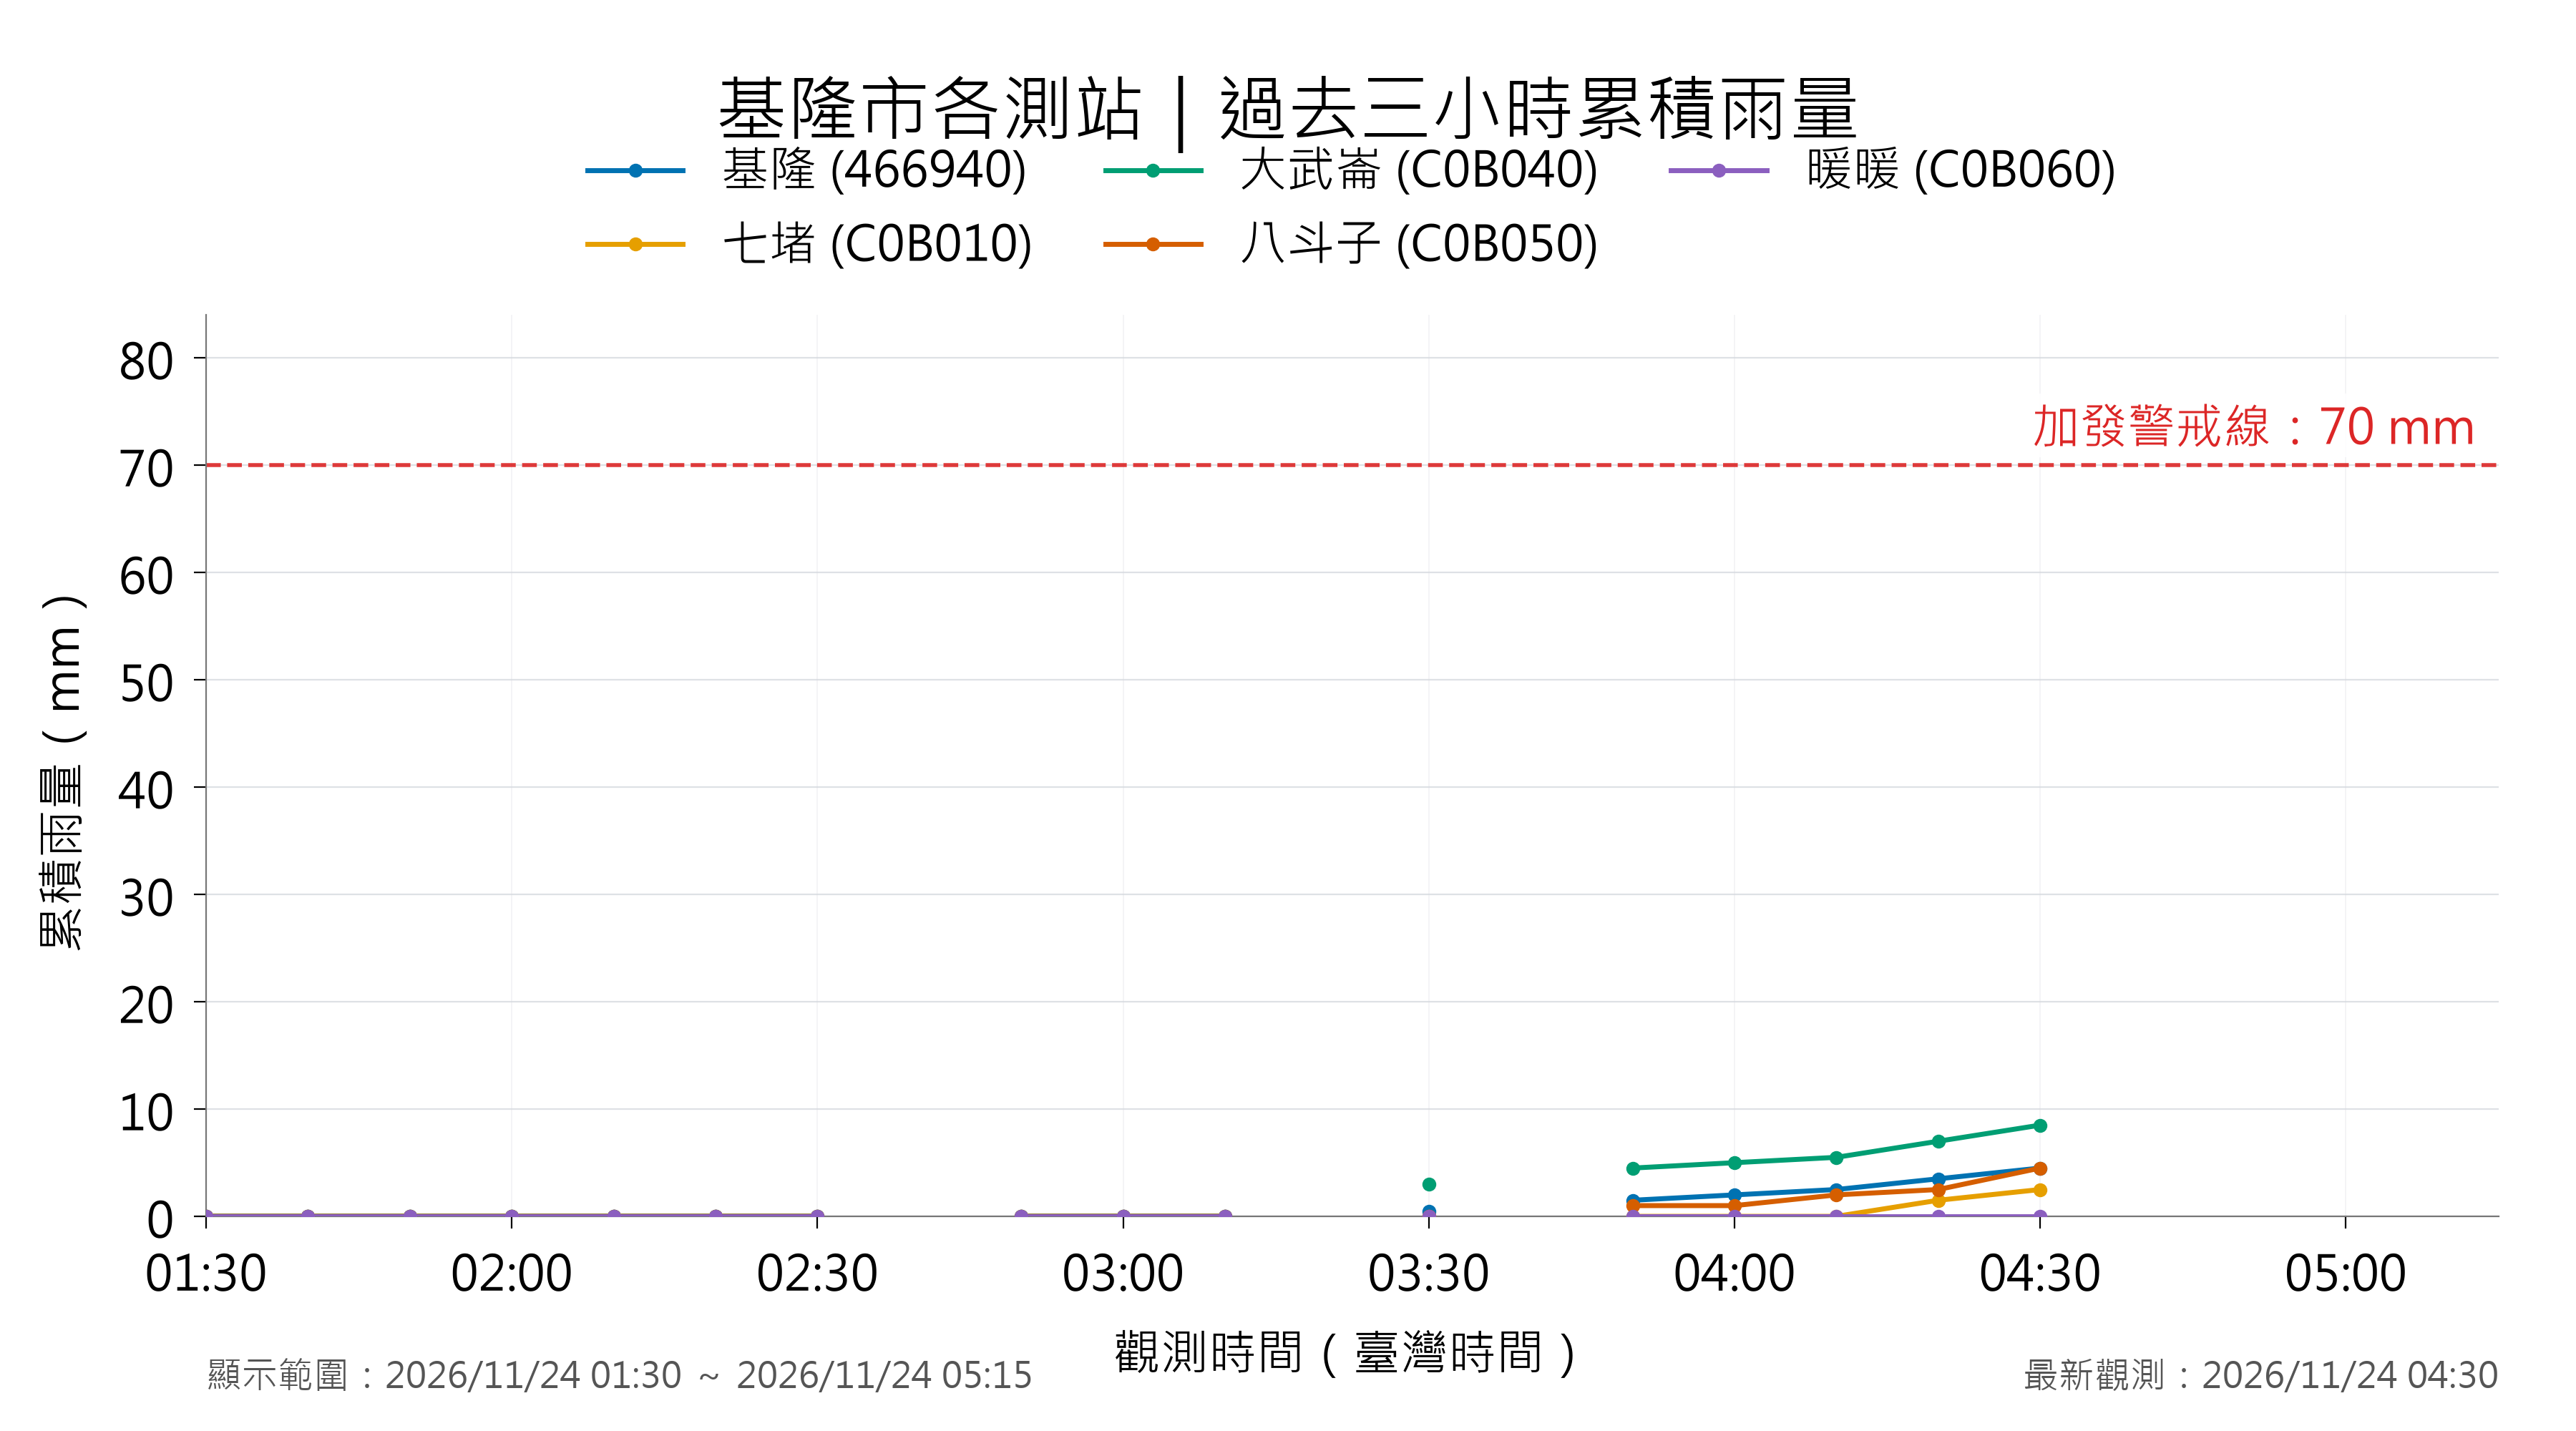 基隆市各測站｜過去三小時累積雨量
基隆 (466940)
七堵 (C0B010)
大武崙 (C0B040)
八斗子 (C0B050)
暖暖 (C0B060)
累積雨量（mm）
80
70
60
50
40
30
20
10
0
加發警戒線：70 mm
01:30 02:00 02:30 03:00 03:30 04:00 04:30 05:00
觀測時間（臺灣時間）
顯示範圍：2026/11/24 01:30 ~ 2026/11/24 05:15
最新觀測：2026/11/24 04:30